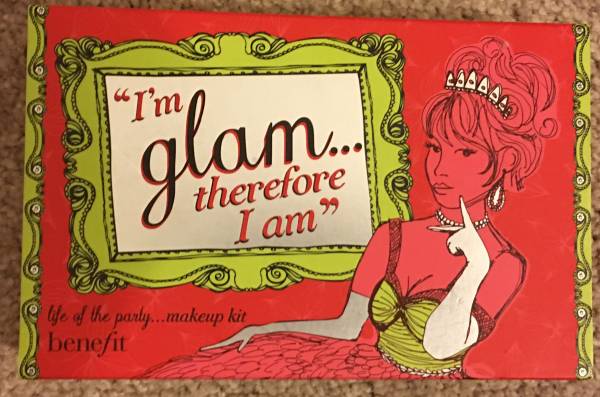 “I'm
glam...
therefore
I am”
life of the party...makeup kit
benefit